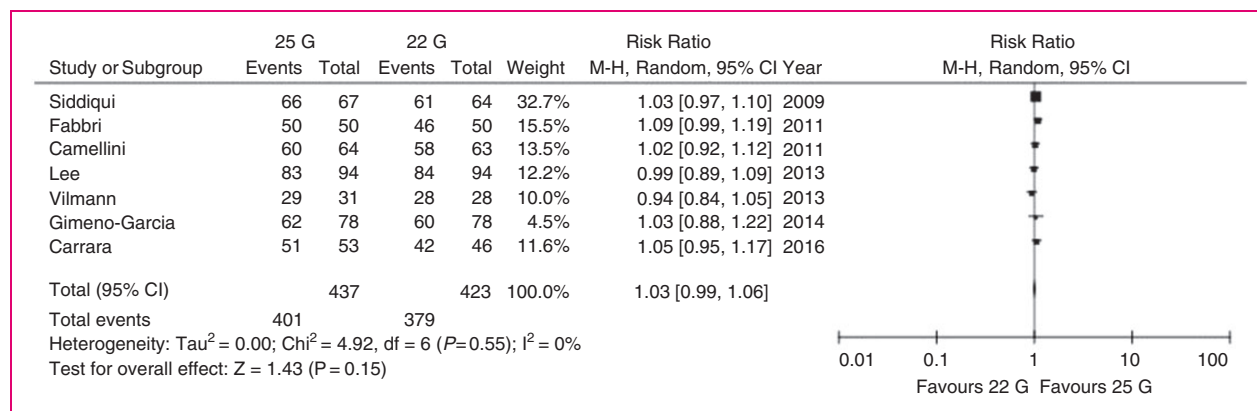 25 G 22 G Risk Ratio Risk Ratio
Study or Subgroup Events Total Events Total Weight M-H, Random, 95% CI Year M-H, Random, 95% CI
Siddiqui 66 67 61 64 32.7% 1.03 [0.97, 1.10] 2009
Fabbri 50 50 46 50 15.5% 1.09 [0.99, 1.19] 2011
Camellini 60 64 58 63 13.5% 1.02 [0.92, 1.12] 2011
Lee 83 94 84 94 12.2% 0.99 [0.89, 1.09] 2013
Vilmann 29 31 28 28 10.0% 0.94 [0.84, 1.05] 2013
Gimeno-Garcia 62 78 60 78 4.5% 1.03 [0.88, 1.22] 2014
Carrara 51 53 42 46 11.6% 1.05 [0.95, 1.17] 2016
Total (95% CI) 437 423 100.0% 1.03 [0.99, 1.06]
Total events 401 379
Heterogeneity: Tau² = 0.00; Chi² = 4.92, df = 6 (P=0.55); I² = 0%
Test for overall effect: Z = 1.43 (P = 0.15)
0.01 0.1 1 10 100
Favours 22 G Favours 25 G